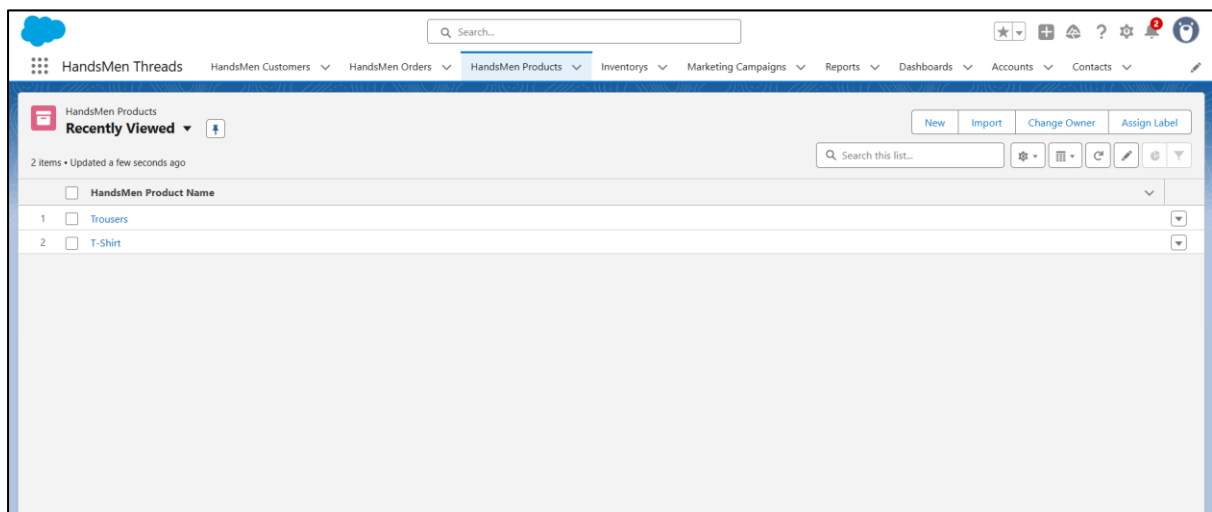 Search...
2
HandsMen Threads HandsMen Customers HandsMen Orders HandsMen Products Inventorys Marketing Campaigns Reports Dashboards Accounts Contacts
HandsMen Products
Recently Viewed
New Import Change Owner Assign Label
2 items • Updated a few seconds ago
Search this list...
HandsMen Product Name
1 Trousers
2 T-Shirt